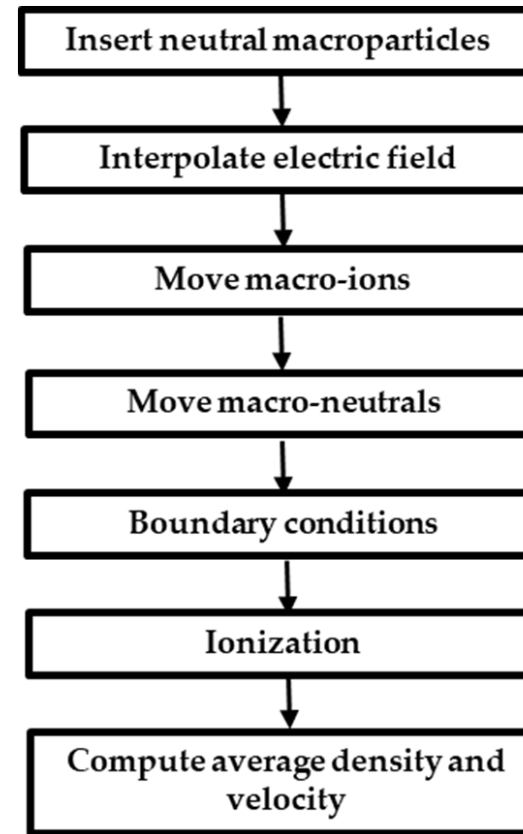 Insert neutral macroparticles
Interpolate electric field
Move macro-ions
Move macro-neutrals
Boundary conditions
Ionization
Compute average density and
velocity